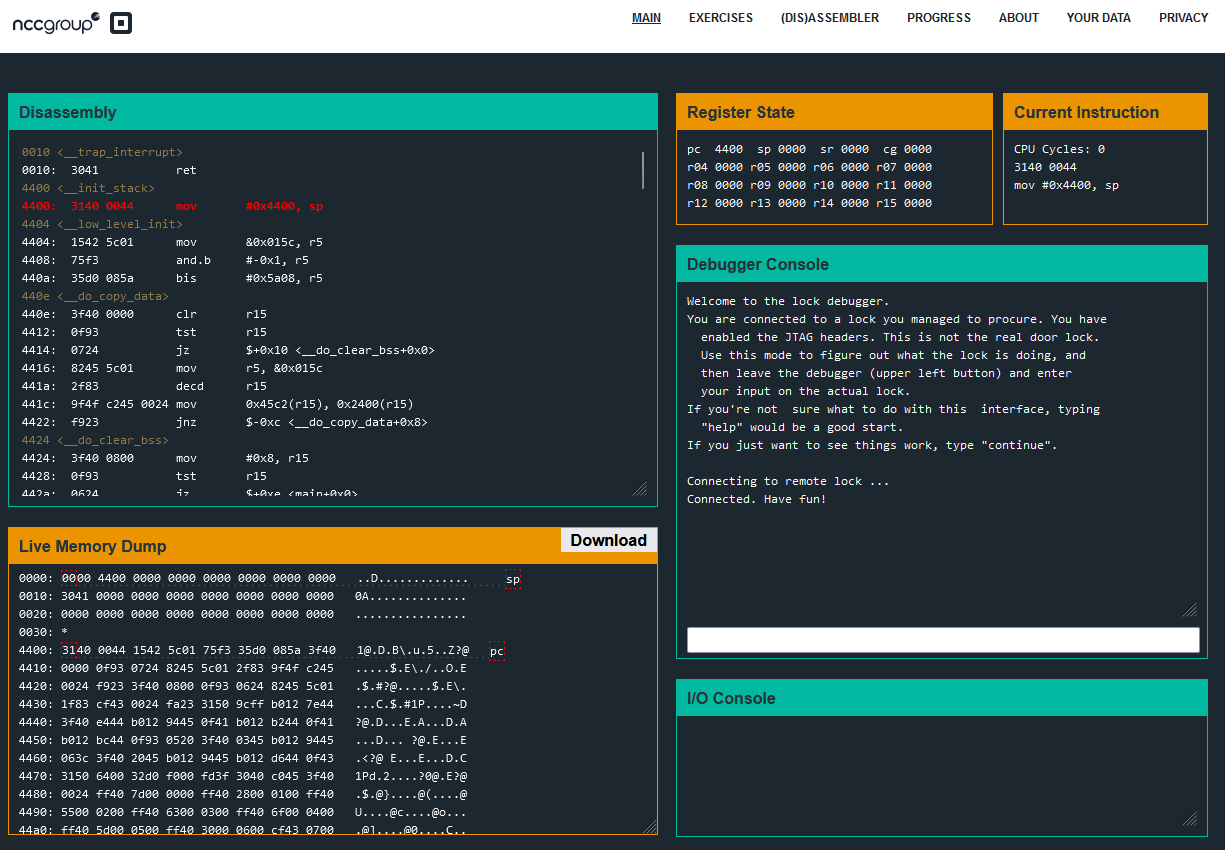 nccgroup
MAIN EXERCISES (DIS)ASSEMBLER PROGRESS ABOUT YOUR DATA PRIVACY
Disassembly
0010 <__trap_interrupt>
0010: 3041 ret
4400 <__init_stack>
4400: 3140 0044 mov #0x4400, sp
4404 <__low_level_init>
4404: 1542 5c01 mov &0x015c, r5
4408: 75f3 and.b #-0x1, r5
440a: 35d0 085a bis #0x5a08, r5
440e <__do_copy_data>
440e: 3f40 0000 clr r15
4412: 0f93 tst r15
4414: 0724 jz $+0x10 <__do_clear_bss+0x0>
4416: 8245 5c01 mov r5, &0x015c
441a: 2f83 decd r15
441c: 9f4f c245 0024 mov 0x45c2(r15), 0x2400(r15)
4422: f923 jnz $-0xc <__do_copy_data+0x8>
4424 <__do_clear_bss>
4424: 3f40 0800 mov #0x8, r15
4428: 0f93 tst r15
442a: 0624 jz $+0xe <main+0x0>
Register State
pc 4400 sp 0000 sr 0000 cg 0000
r04 0000 r05 0000 r06 0000 r07 0000
r08 0000 r09 0000 r10 0000 r11 0000
r12 0000 r13 0000 r14 0000 r15 0000
Current Instruction
CPU Cycles: 0
3140 0044
mov #0x4400, sp
Debugger Console
Welcome to the lock debugger.
You are connected to a lock you managed to procure. You have
enabled the JTAG headers. This is not the real door lock.
Use this mode to figure out what the lock is doing, and
then leave the debugger (upper left button) and enter
your input on the actual lock.
If you're not  sure what to do with this  interface, typing
"help" would be a good start.
If you just want to see things work, type "continue".
Connecting to remote lock ...
Connected. Have fun!
Live Memory Dump
Download
0000: 0000 4400 0000 0000 0000 0000 0000 0000 ..D............. sp
0010: 3041 0000 0000 0000 0000 0000 0000 0000 0A..............
0020: 0000 0000 0000 0000 0000 0000 0000 0000 ................
0030: *
4400: 3140 0044 1542 5c01 75f3 35d0 085a 3f40 1@.D.B\.u.5..Z?@ pc
4410: 0000 0f93 0724 8245 5c01 2f83 9f4f c245 .....$.E\./..O.E
4420: 0024 f923 3f40 0800 0f93 0624 8245 5c01 .$.#?@.....$.E\.
4430: 1f83 cf43 0024 fa23 3150 9cff b012 7e44 ...C.$.#1P....~D
4440: 3f40 e444 b012 9445 0f41 b012 b244 0f41 ?@.D...E.A...D.A
4450: b012 bc44 0f93 0520 3f40 0345 b012 9445 ...D... ?@.E...E
4460: 063c 3f40 2045 b012 9445 b012 d644 0f43 .<?@ E...E...D.C
4470: 3150 6400 32d0 f000 fd3f 3040 c045 3f40 1Pd.2....?0@.E?@
4480: 0024 ff40 7d00 0000 ff40 2800 0100 ff40 .$.@}....@(....@
4490: 5500 0200 ff40 6300 0300 ff40 6f00 0400 U....@c....@o...
44a0: ff40 5d00 0500 ff40 3000 0600 cf43 0700 .@]....@0....C..
I/O Console